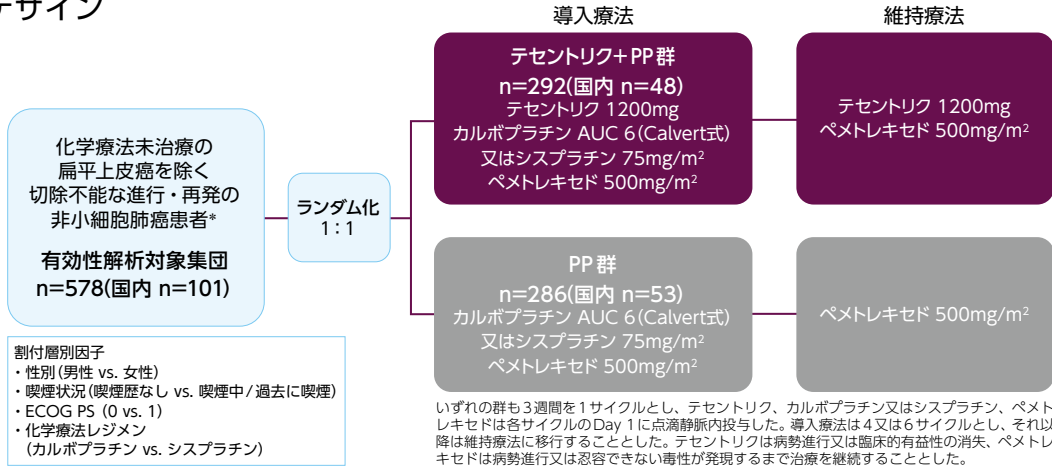 デザイン
導入療法
維持療法
化学療法未治療の
扁平上皮癌を除く
切除不能な進行・再発の
非小細胞肺癌患者*
有効性解析対象集団
n=578(国内 n=101)
ランダム化
1:1
テセントリク+PP群
n=292(国内 n=48)
テセントリク 1200mg
カルボプラチン AUC 6(Calvert式)
又はシスプラチン 75mg/m²
ペメトレキセド 500mg/m²
テセントリク 1200mg
ペメトレキセド 500mg/m²
PP群
n=286(国内 n=53)
カルボプラチン AUC 6(Calvert式)
又はシスプラチン 75mg/m²
ペメトレキセド 500mg/m²
ペメトレキセド 500mg/m²
割付層別因子
・性別(男性 vs. 女性)
・喫煙状況(喫煙歴なし vs. 喫煙中/過去に喫煙)
・ECOG PS (0 vs. 1)
・化学療法レジメン
(カルボプラチン vs. シスプラチン)
いずれの群も3週間を1サイクルとし、テセントリク、カルボプラチン又はシスプラチン、ペメト
レキセドは各サイクルのDay 1に点滴静脈内投与した。導入療法は4又は6サイクルとし、それ以
降は維持療法に移行することとした。テセントリクは病勢進行又は臨床的有益性の消失、ペメトレ
キセドは病勢進行又は忍容できない毒性が発現するまで治療を継続することとした。